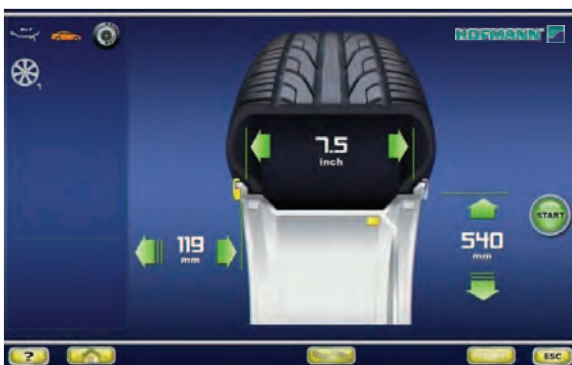 HOFMANN
7.5
inch
119
mm
540
mm
START
?
ESC